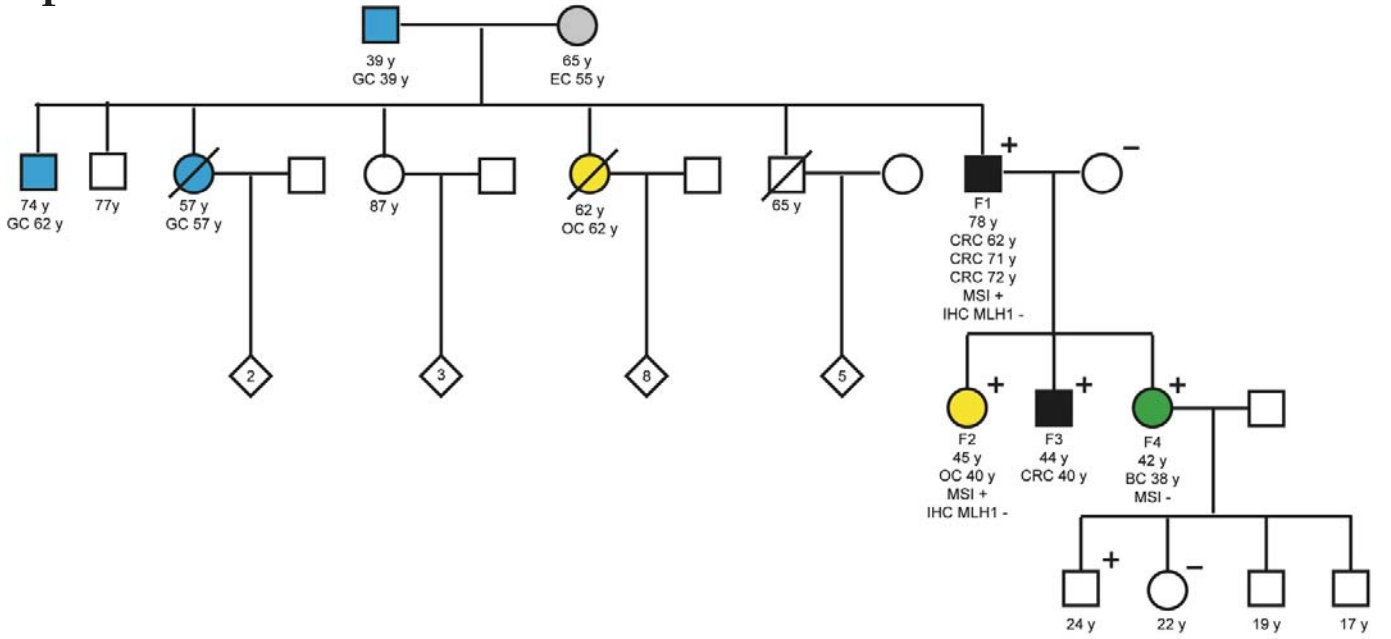 39 y
GC 39 y
65 y
EC 55 y
+
−
74 y
GC 62 y
77y
57 y
GC 57 y
87 y
62 y
OC 62 y
65 y
F1
78 y
CRC 62 y
CRC 71 y
CRC 72 y
MSI +
IHC MLH1 -
2
3
8
5
+
+
+
F2
45 y
OC 40 y
MSI +
IHC MLH1 -
F3
44 y
CRC 40 y
F4
42 y
BC 38 y
MSI -
+
−
24 y
22 y
19 y
17 y